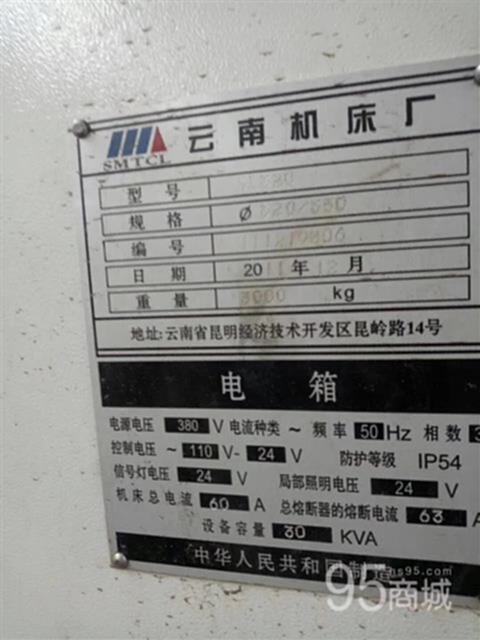 SMTCL 云南机床厂
型号
规格 ø
编号
日期 20 年 月
重量 3000 kg
地址:云南省昆明经济技术开发区昆岭路14号
电箱
电源电压 380 V 电流种类 ~ 频率 50 Hz 相数 3
控制电压 ~ 110 V- 24 V 防护等级 IP54
信号灯电压 24 V 局部照明电压 24 V
机床总电流 60 A 总熔断器的熔断电流 63 A
设备容量 30 KVA
中华人民共和国制造
95商城